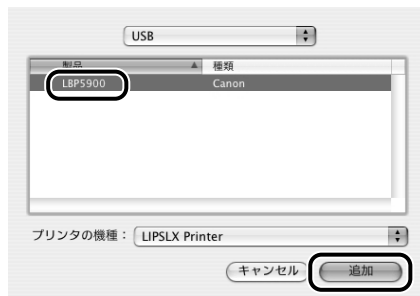 USB
製品 種類
LBP5900 Canon
プリンタの機種： LIPSLX Printer
キャンセル 追加